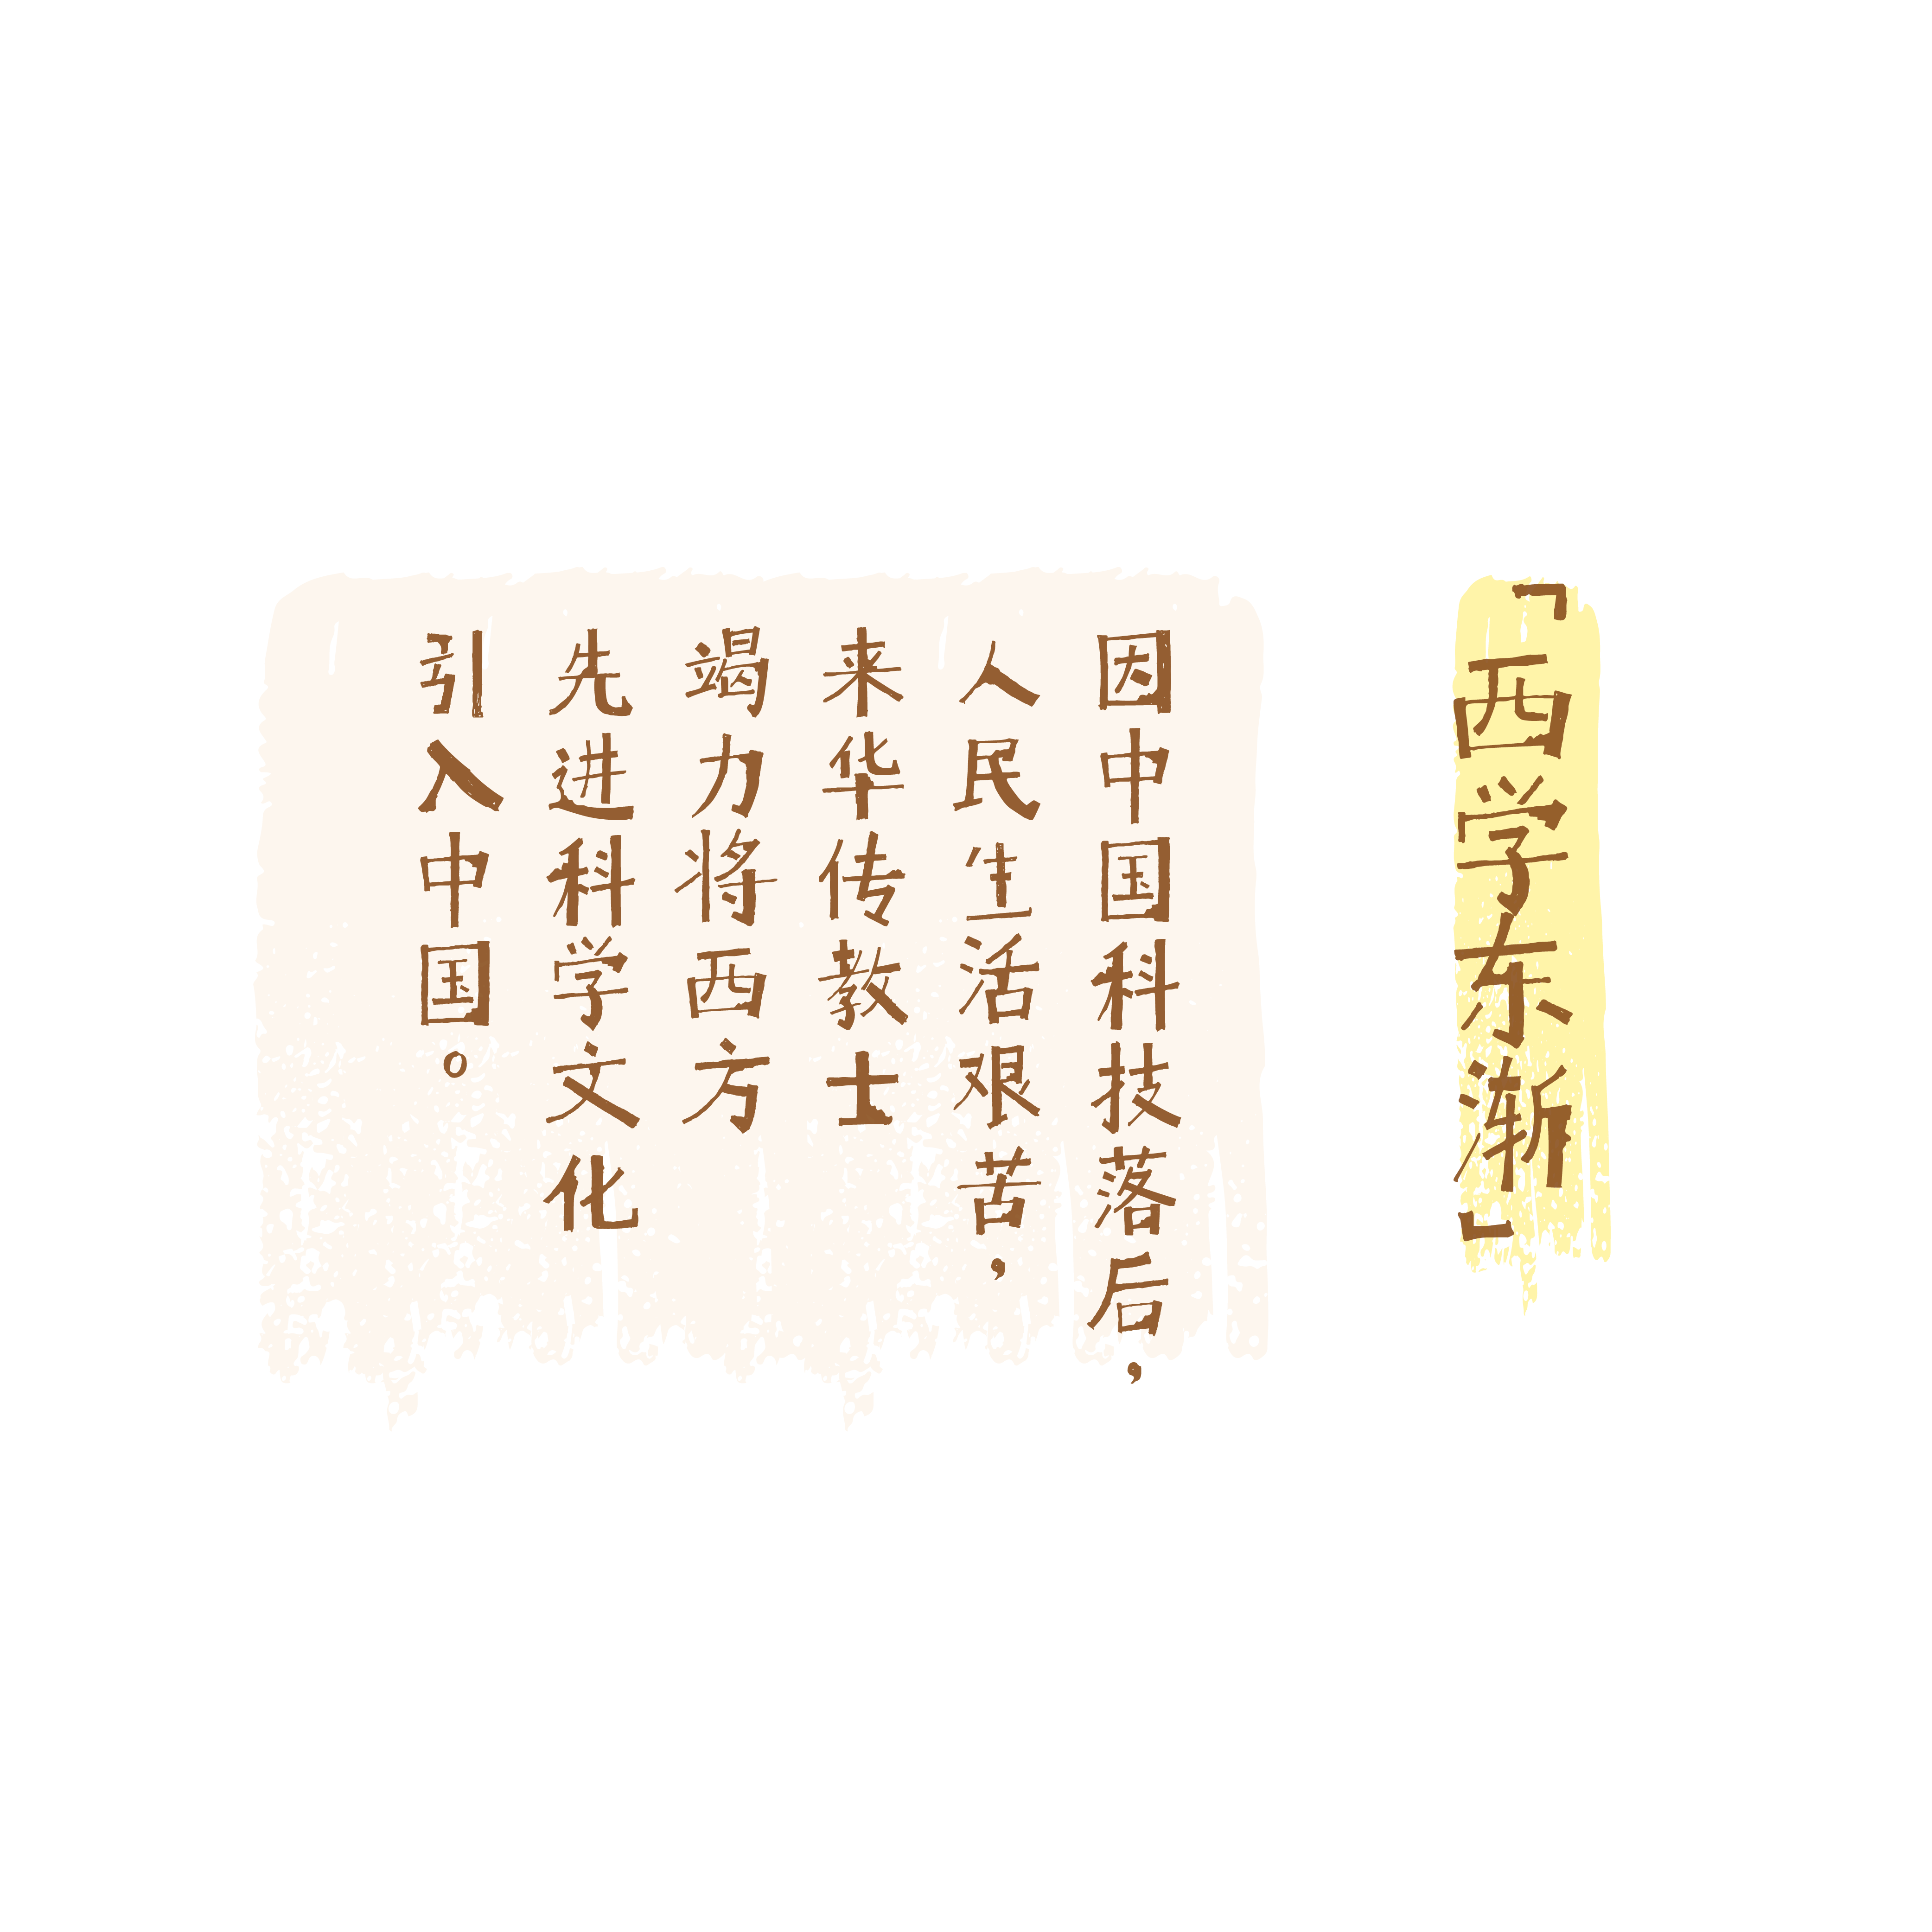 「西学东渐」
因中国科技落后，
人民生活艰苦，
来华传教士
竭力将西方
先进科学文化
引入中国。